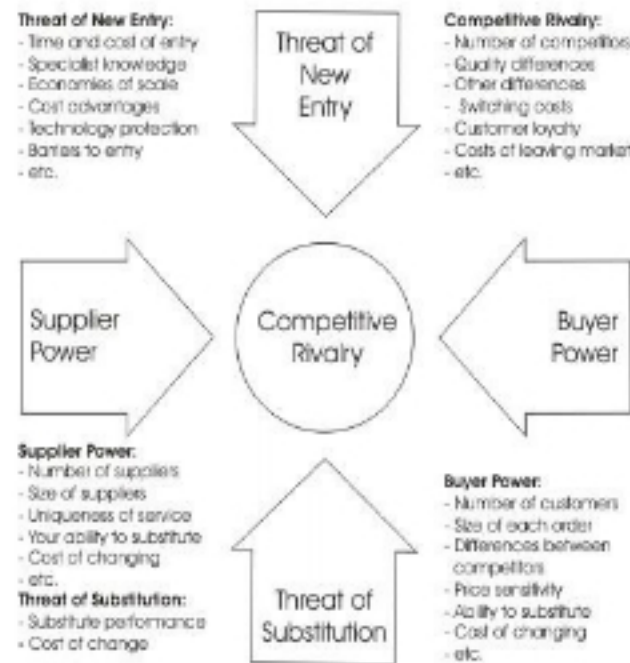 Threat of New Entry:
- Time and cost of entry
- Specialist knowledge
- Economies of scale
- Cost advantages
- Technology protection
- Barriers to entry
- etc.
Threat of
New
Entry
Competitive Rivalry:
- Number of competitors
- Quality differences
- Other differences
- Switching costs
- Customer loyalty
- Costs of leaving market
- etc.
Supplier
Power
Competitive
Rivalry
Buyer
Power
Supplier Power:
- Number of suppliers
- Size of suppliers
- Uniqueness of service
- Your ability to substitute
- Cost of changing
- etc.
Threat of Substitution:
- Substitute performance
- Cost of change
Threat of
Substitution
Buyer Power:
- Number of customers
- Size of each order
- Differences between
competitors
- Price sensitivity
- Ability to substitute
- Cost of changing
- etc.